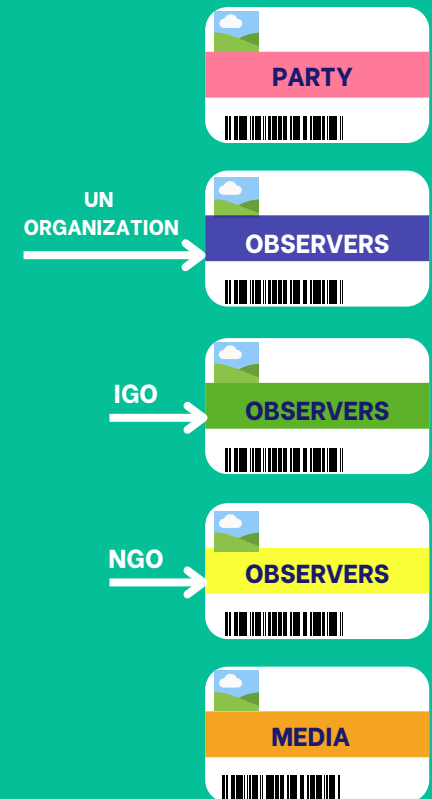 PARTY
UN
ORGANIZATION
OBSERVERS
IGO
OBSERVERS
NGO
OBSERVERS
MEDIA